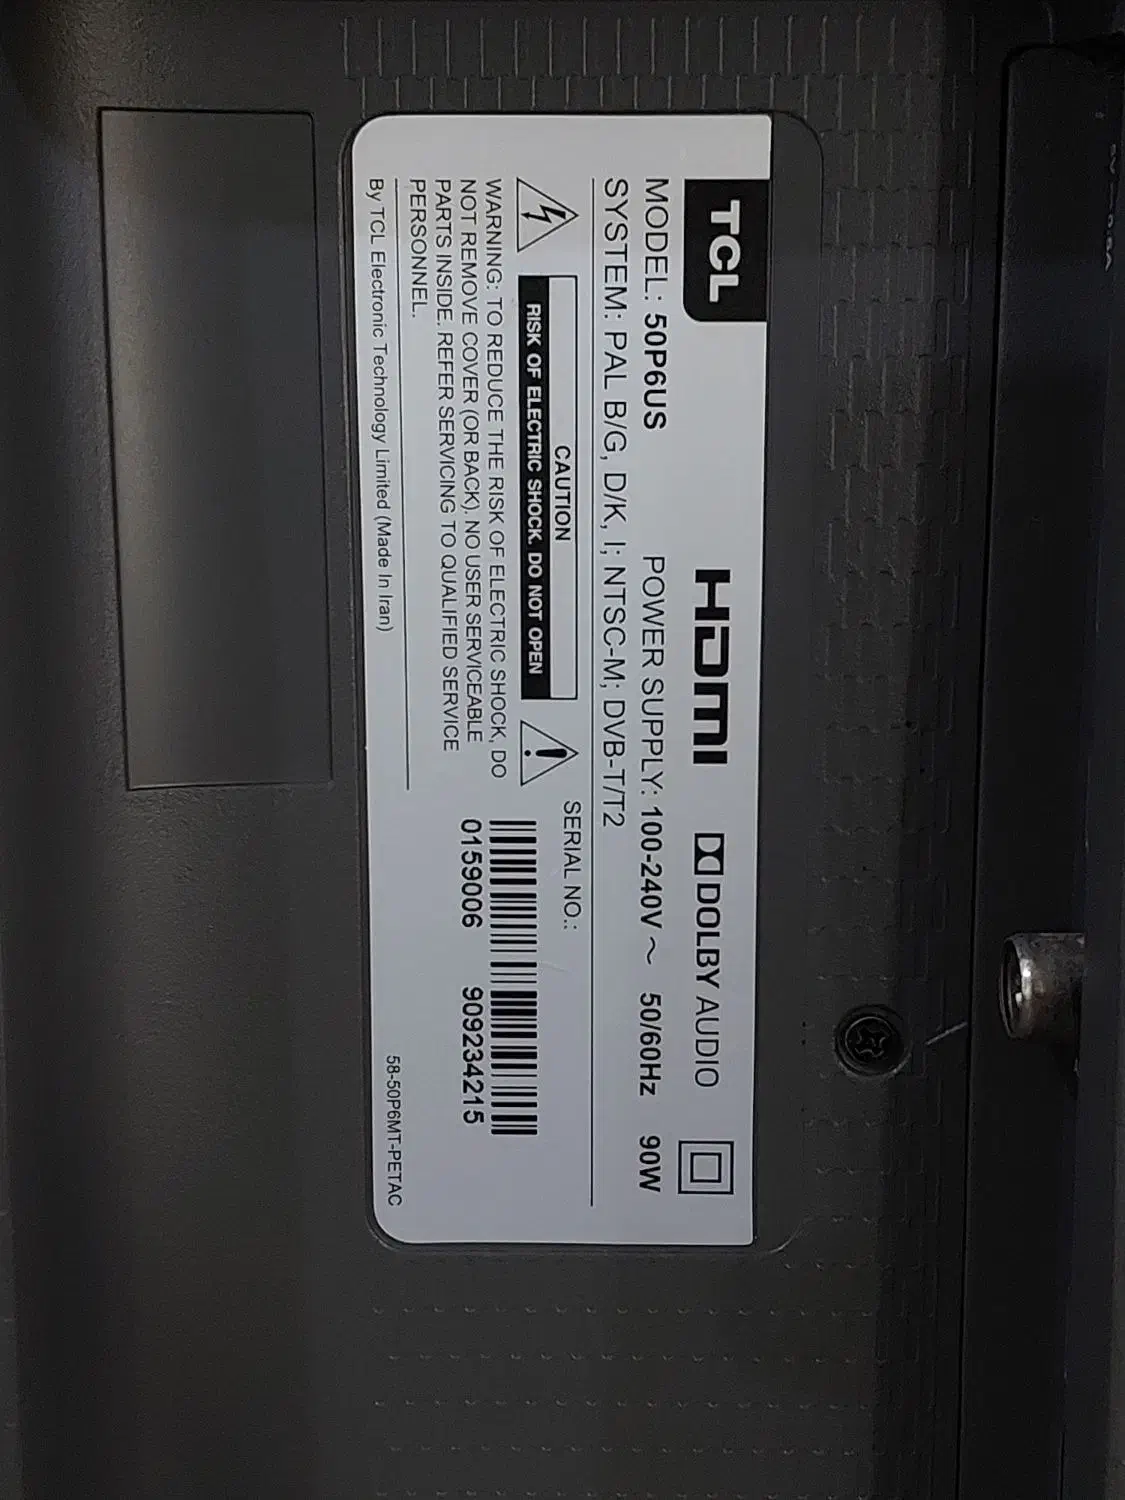 TCL
HDMI
DOLBY AUDIO
MODEL: 50P6US POWER SUPPLY: 100-240V～ 50/60Hz 90W
SYSTEM: PAL B/G, D/K, I; NTSC-M; DVB-T/T2
CAUTION
RISK OF ELECTRIC SHOCK. DO NOT OPEN
WARNING: TO REDUCE THE RISK OF ELECTRIC SHOCK, DO
NOT REMOVE COVER (OR BACK). NO USER SERVICEABLE
PARTS INSIDE. REFER SERVICING TO QUALIFIED SERVICE
PERSONNEL.
SERIAL NO.:
0159006 909234215
By TCL Electronic Technology Limited (Made In Iran)
58-50P6MT-PETAC